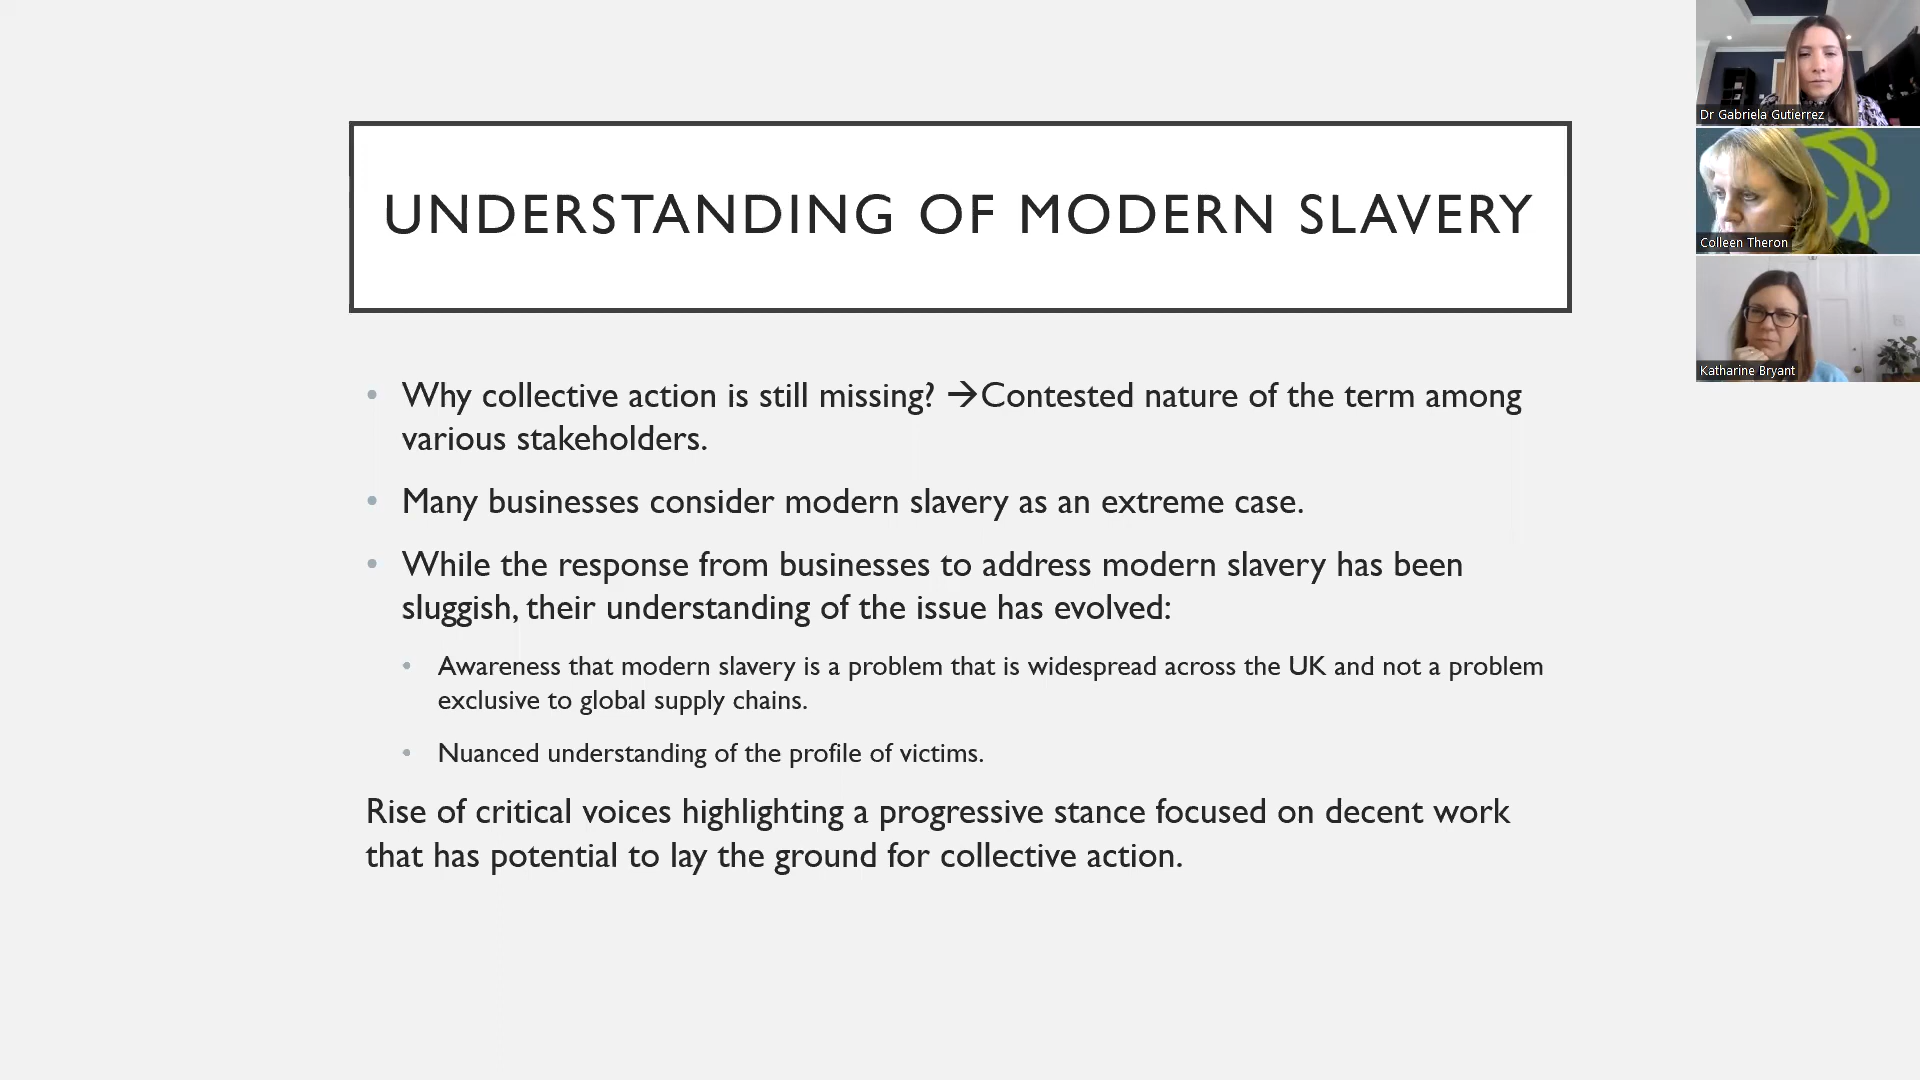 UNDERSTANDING OF MODERN SLAVERY
• Why collective action is still missing? →Contested nature of the term among
various stakeholders.
• Many businesses consider modern slavery as an extreme case.
• While the response from businesses to address modern slavery has been
sluggish, their understanding of the issue has evolved:
• Awareness that modern slavery is a problem that is widespread across the UK and not a problem
exclusive to global supply chains.
• Nuanced understanding of the profile of victims.
Rise of critical voices highlighting a progressive stance focused on decent work
that has potential to lay the ground for collective action.
Dr Gabriela Gutierrez
Colleen Theron
Katharine Bryant